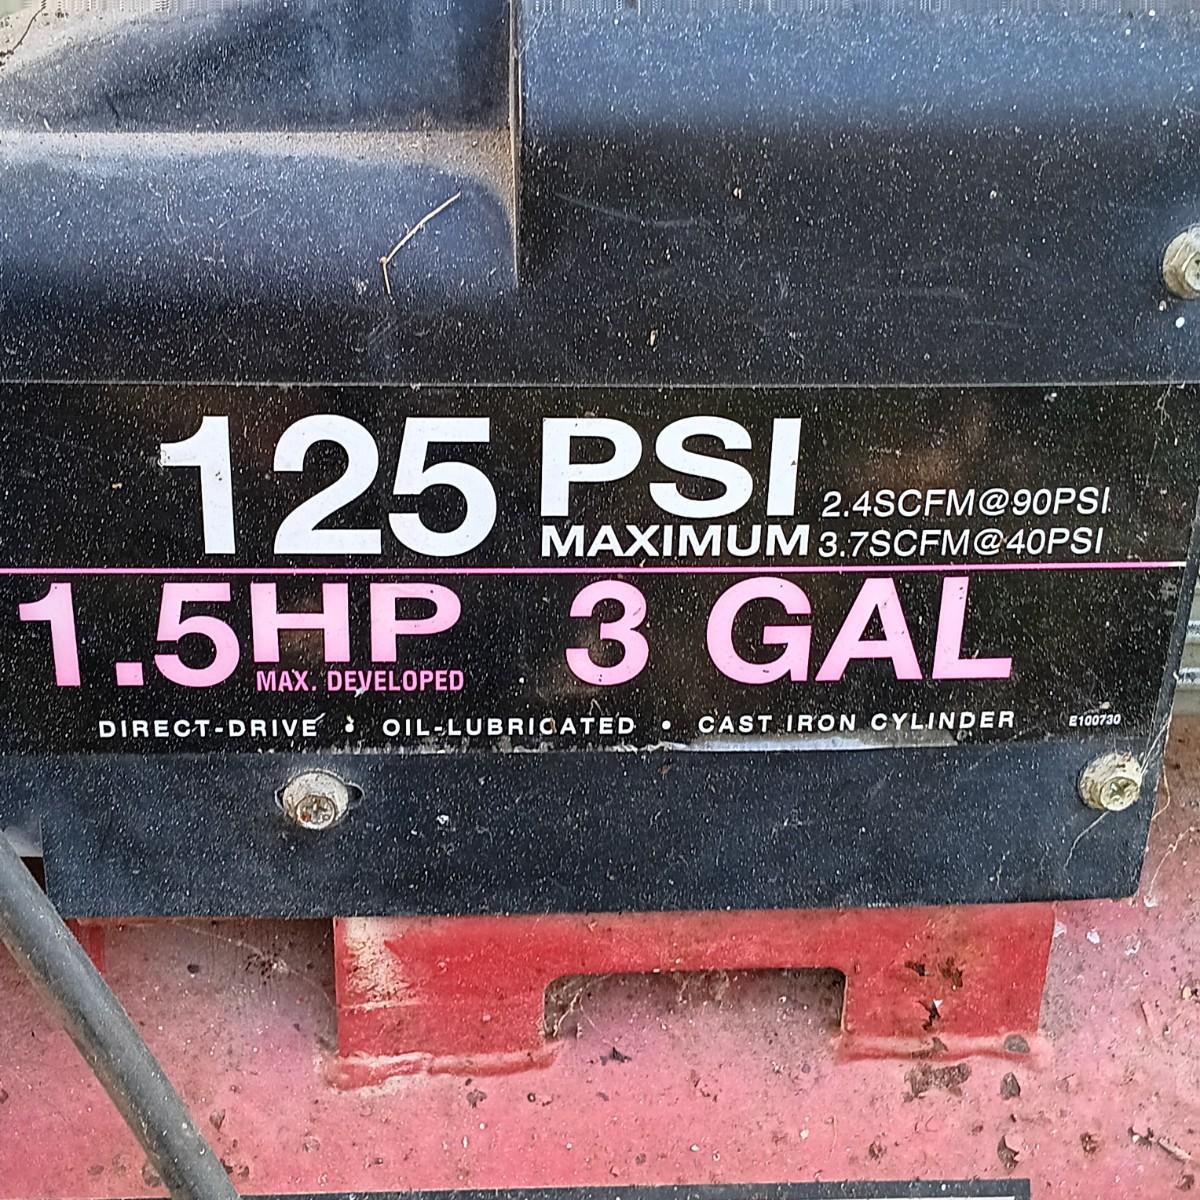 125 PSI
MAXIMUM
2.4SCFM@90PSI
3.7SCFM@40PSI
1.5HP 3 GAL
MAX. DEVELOPED
DIRECT-DRIVE • OIL-LUBRICATED • CAST IRON CYLINDER
E100730